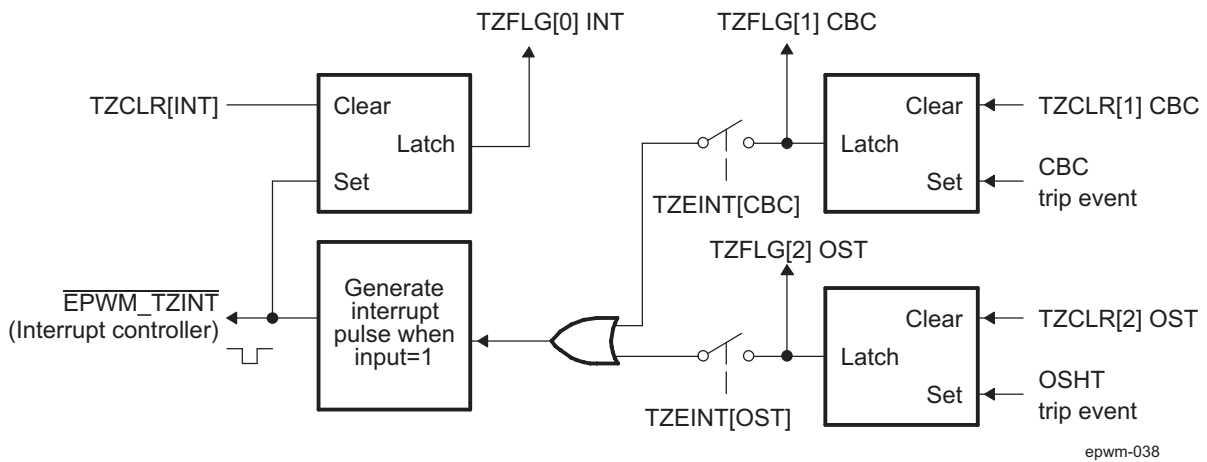 TZFLG[0] INT
TZFLG[1] CBC
TZCLR[INT]
Clear
Latch
Set
Clear
Latch
Set
TZCLR[1] CBC
CBC
trip event
TZEINT[CBC]
TZFLG[2] OST
EPWM_TZINT
(Interrupt controller)
Generate
interrupt
pulse when
input=1
Clear
Latch
Set
TZCLR[2] OST
OSHT
trip event
TZEINT[OST]
epwm-038